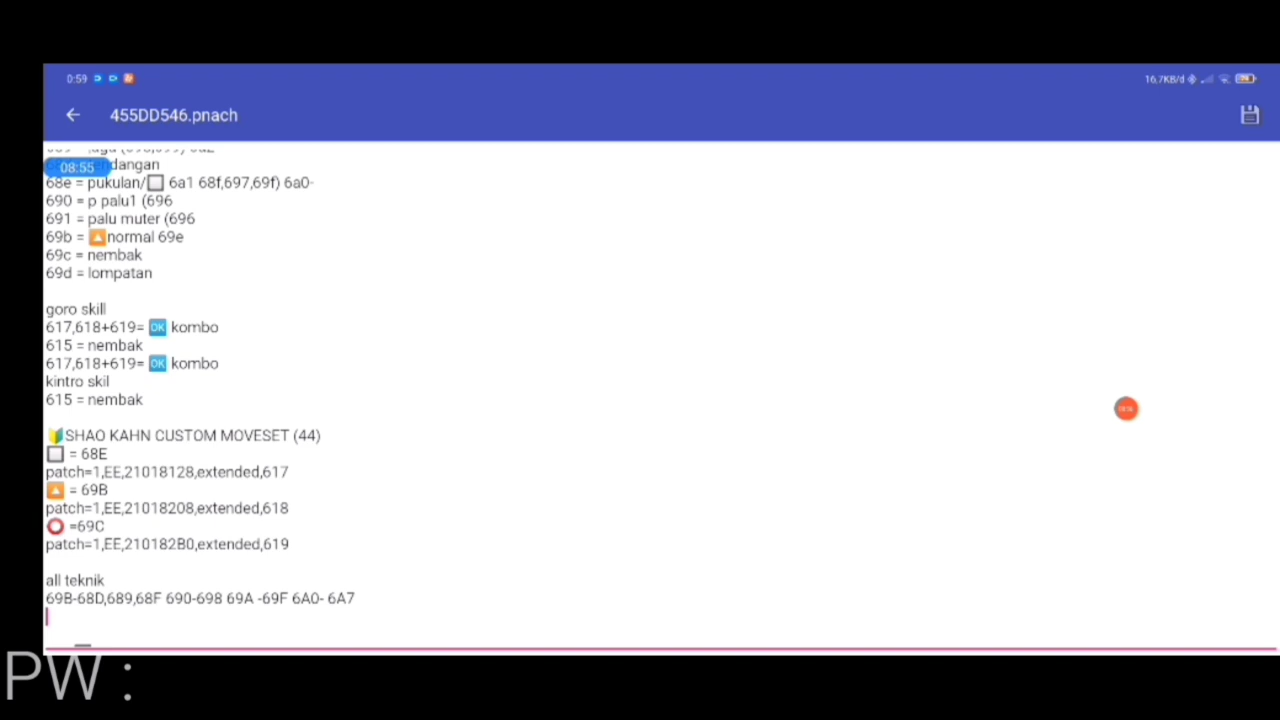 0:59
16,7KB/d
455DD546.pnach
08:55 dangan
68e = pukulan/🔲 6a1 68f,697,69f) 6a0-
690 = p palu1 (696
691 = palu muter (696
69b = 🔼normal 69e
69c = nembak
69d = lompatan
goro skill
617,618+619= 🆗 kombo
615 = nembak
617,618+619= 🆗 kombo
kintro skil
615 = nembak
🔰SHAO KAHN CUSTOM MOVESET (44)
🔲 = 68E
patch=1,EE,21018128,extended,617
🔼 = 69B
patch=1,EE,21018208,extended,618
⭕ =69C
patch=1,EE,210182B0,extended,619
all teknik
69B-68D,689,68F 690-698 69A -69F 6A0- 6A7
PW :